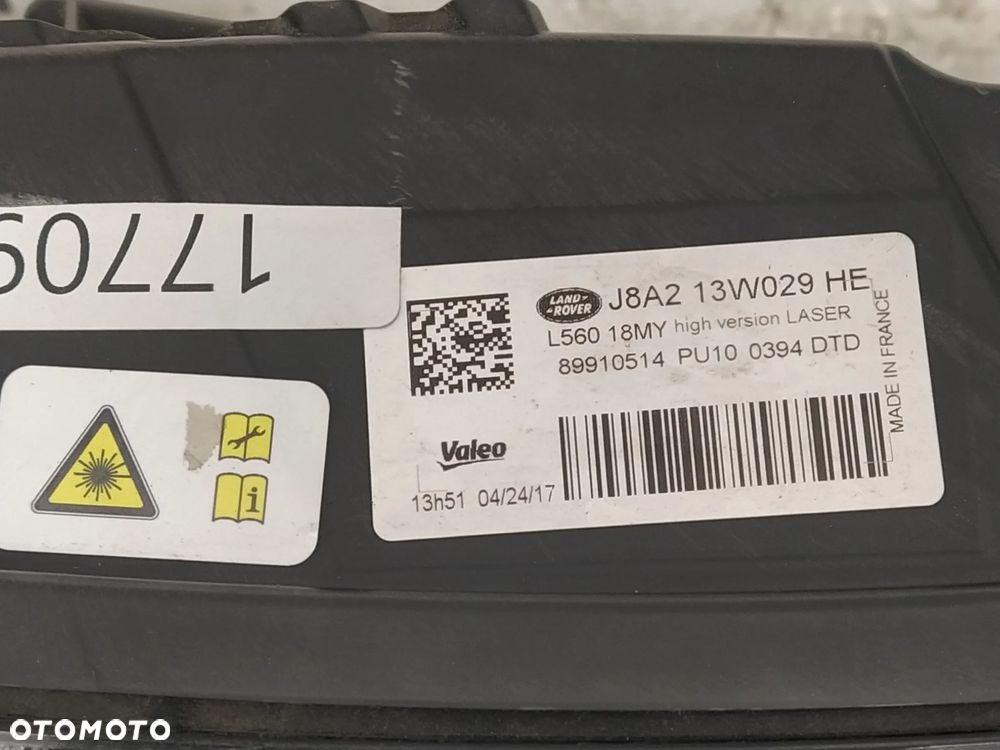 17709
LAND-
-ROVER
J8A2 13W029 HE
L560 18MY high version LASER
89910514 PU10 0394 DTD
MADE IN FRANCE
Valeo
13h51 04/24/17
i
OTOMOTO